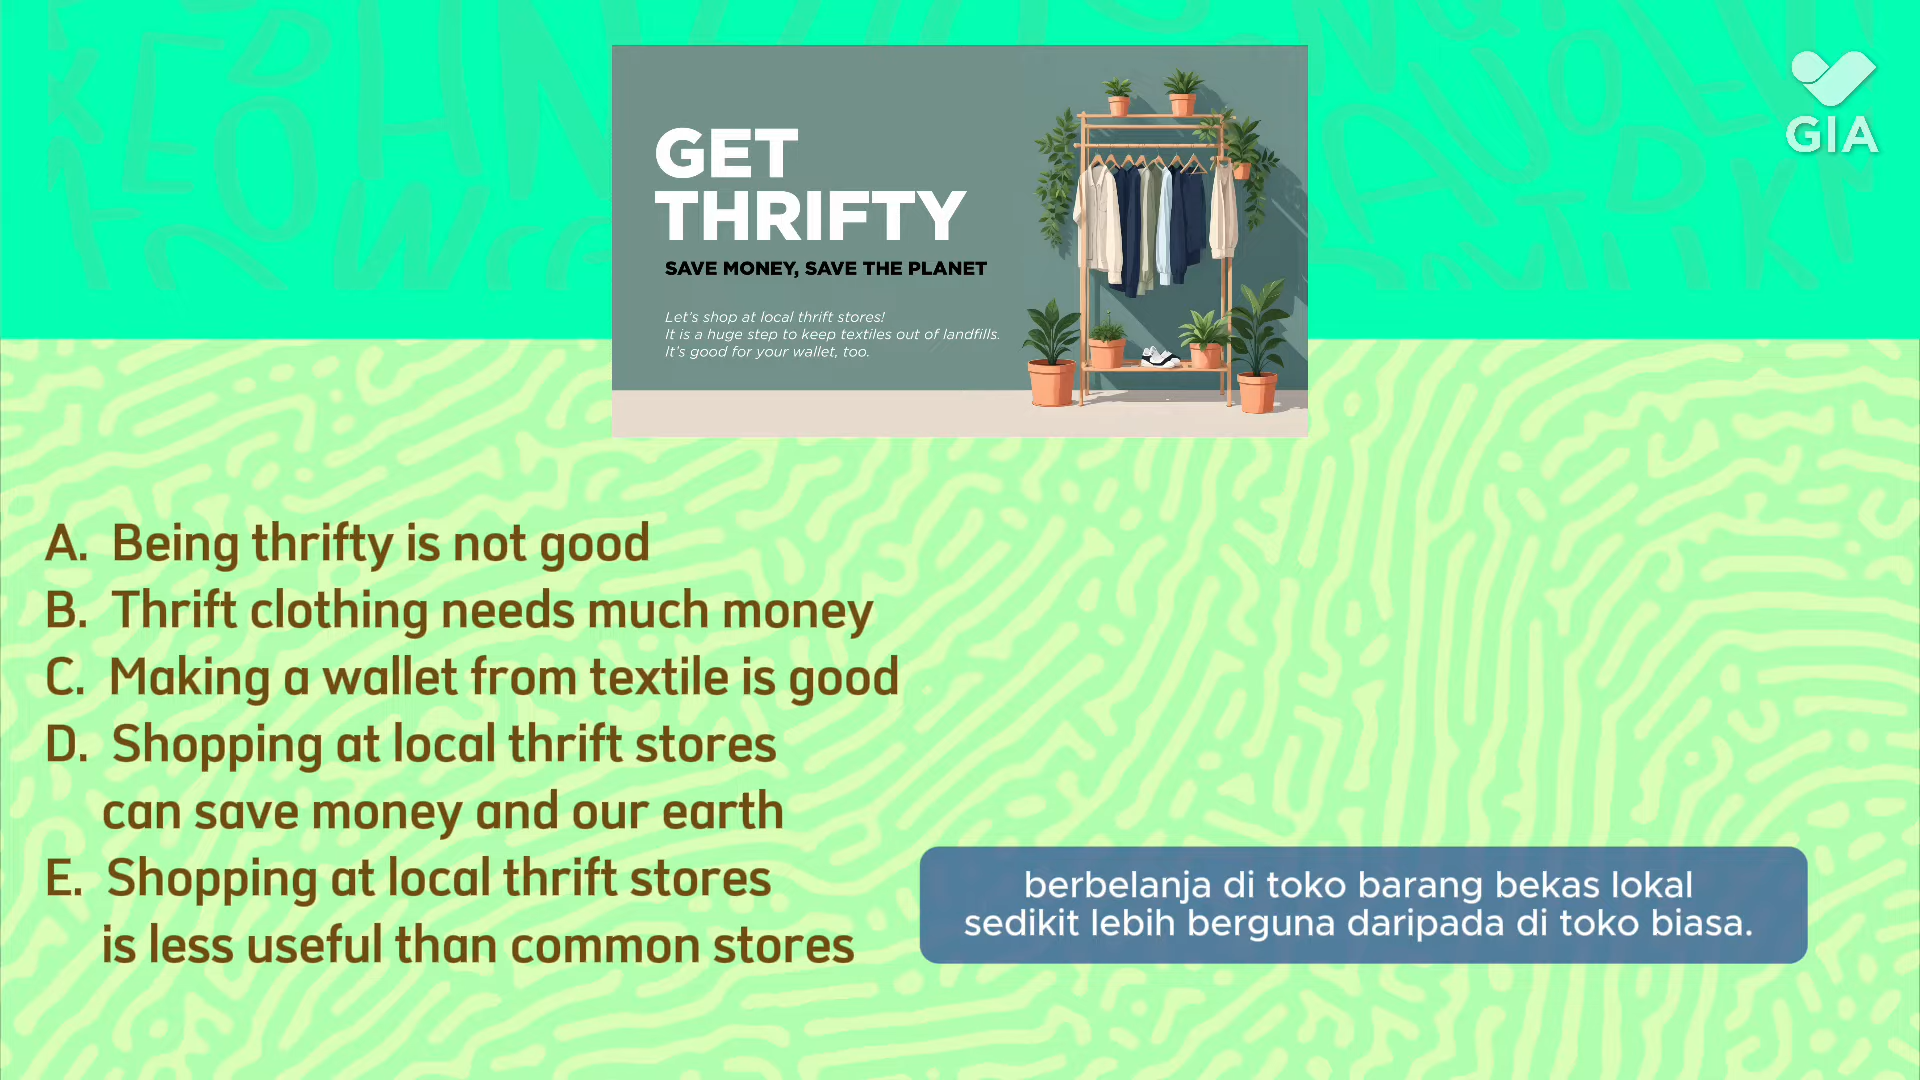 GIA
GET
THRIFTY
SAVE MONEY, SAVE THE PLANET
Let's shop at local thrift stores!
It is a huge step to keep textiles out of landfills.
It's good for your wallet, too.
A. Being thrifty is not good
B. Thrift clothing needs much money
C. Making a wallet from textile is good
D. Shopping at local thrift stores
can save money and our earth
E. Shopping at local thrift stores
is less useful than common stores
berbelanja di toko barang bekas lokal
sedikit lebih berguna daripada di toko biasa.